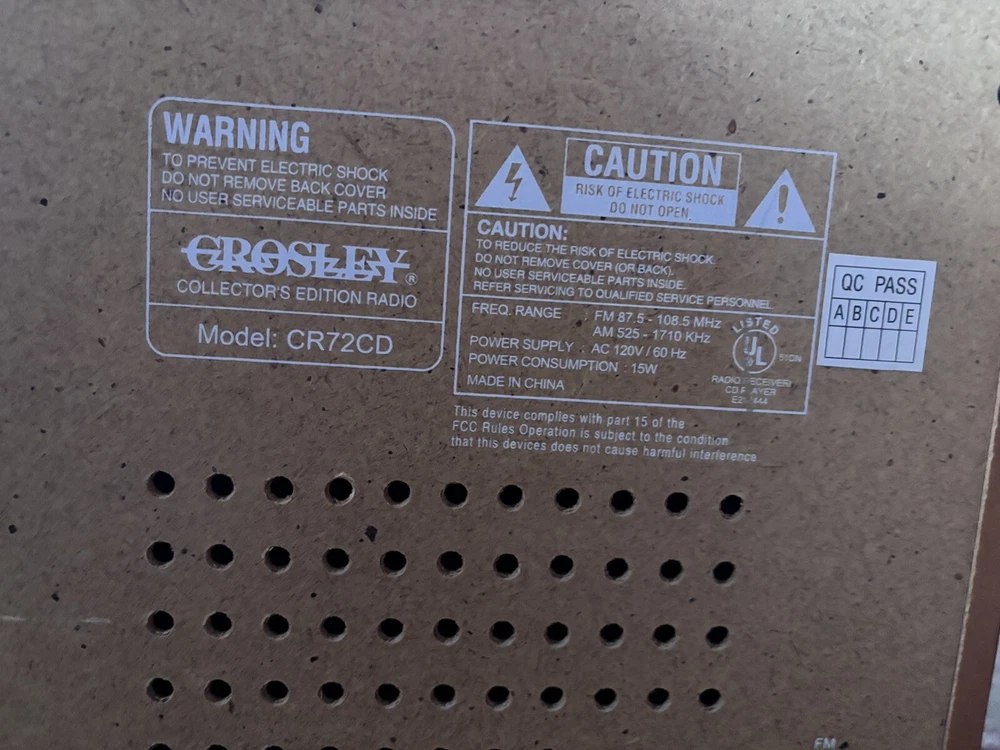 WARNING
TO PREVENT ELECTRIC SHOCK
DO NOT REMOVE BACK COVER
NO USER SERVICEABLE PARTS INSIDE
CROSLEY®
COLLECTOR'S EDITION RADIO
Model: CR72CD
CAUTION
RISK OF ELECTRIC SHOCK
DO NOT OPEN.
CAUTION:
TO REDUCE THE RISK OF ELECTRIC SHOCK.
DO NOT REMOVE COVER (OR BACK).
NO USER SERVICEABLE PARTS INSIDE.
REFER SERVICING TO QUALIFIED SERVICE PERSONNEL
FREQ. RANGE : FM 87.5 - 108.5 MHz
AM 525 - 1710 KHz
POWER SUPPLY : AC 120V / 60 Hz
POWER CONSUMPTION : 15W
MADE IN CHINA
LISTED
UL
RADIO RECEIVER/
CD PLAYER
QC PASS
A B C D E
This device complies with part 15 of the
FCC Rules Operation is subject to the condition
that this devices does not cause harmful interference
FM